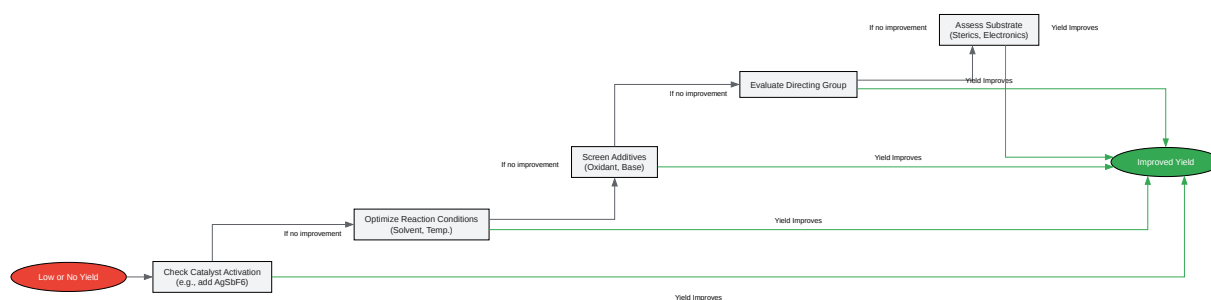 If no improvement
Assess Substrate
(Sterics, Electronics)
Yield Improves
Evaluate Directing Group
Yield Improves
If no improvement
If no improvement
Screen Additives
(Oxidant, Base)
Yield Improves
Improved Yield
Optimize Reaction Conditions
(Solvent, Temp.)
Yield Improves
If no improvement
Low or No Yield
Check Catalyst Activation
(e.g., add AgSbF6)
Yield Improves